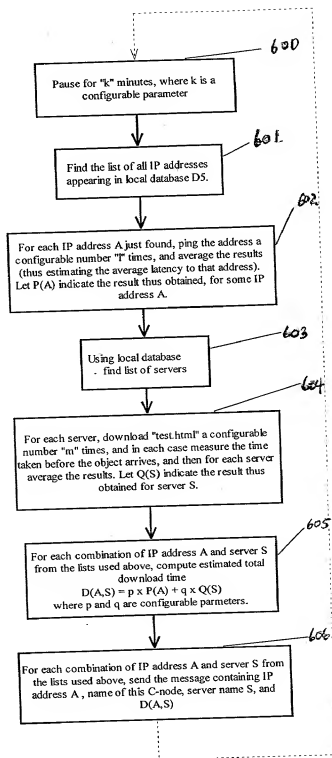 600
Pause for "k" minutes, where k is a
configurable parameter
601.
Find the list of all IP addresses
appearing in local database D5.
602
For each IP address A just found, ping the address a
configurable number "l" times, and average the results
(thus estimating the average latency to that address).
Let P(A) indicate the result thus obtained, for some IP
address A.
603
Using local database
. find list of servers
604
For each server, download "test.html" a configurable
number "m" times, and in each case measure the time
taken before the object arrives, and then for each server
average the results. Let Q(S) indicate the result thus
obtained for server S.
605
For each combination of IP address A and server S
from the lists used above, compute estimated total
download time
D(A,S) = p x P(A) + q x Q(S)
where p and q are configurable parmeters.
606
For each combination of IP address A and server S from
the lists used above, send the message containing IP
address A , name of this C-node, server name S, and
D(A,S)